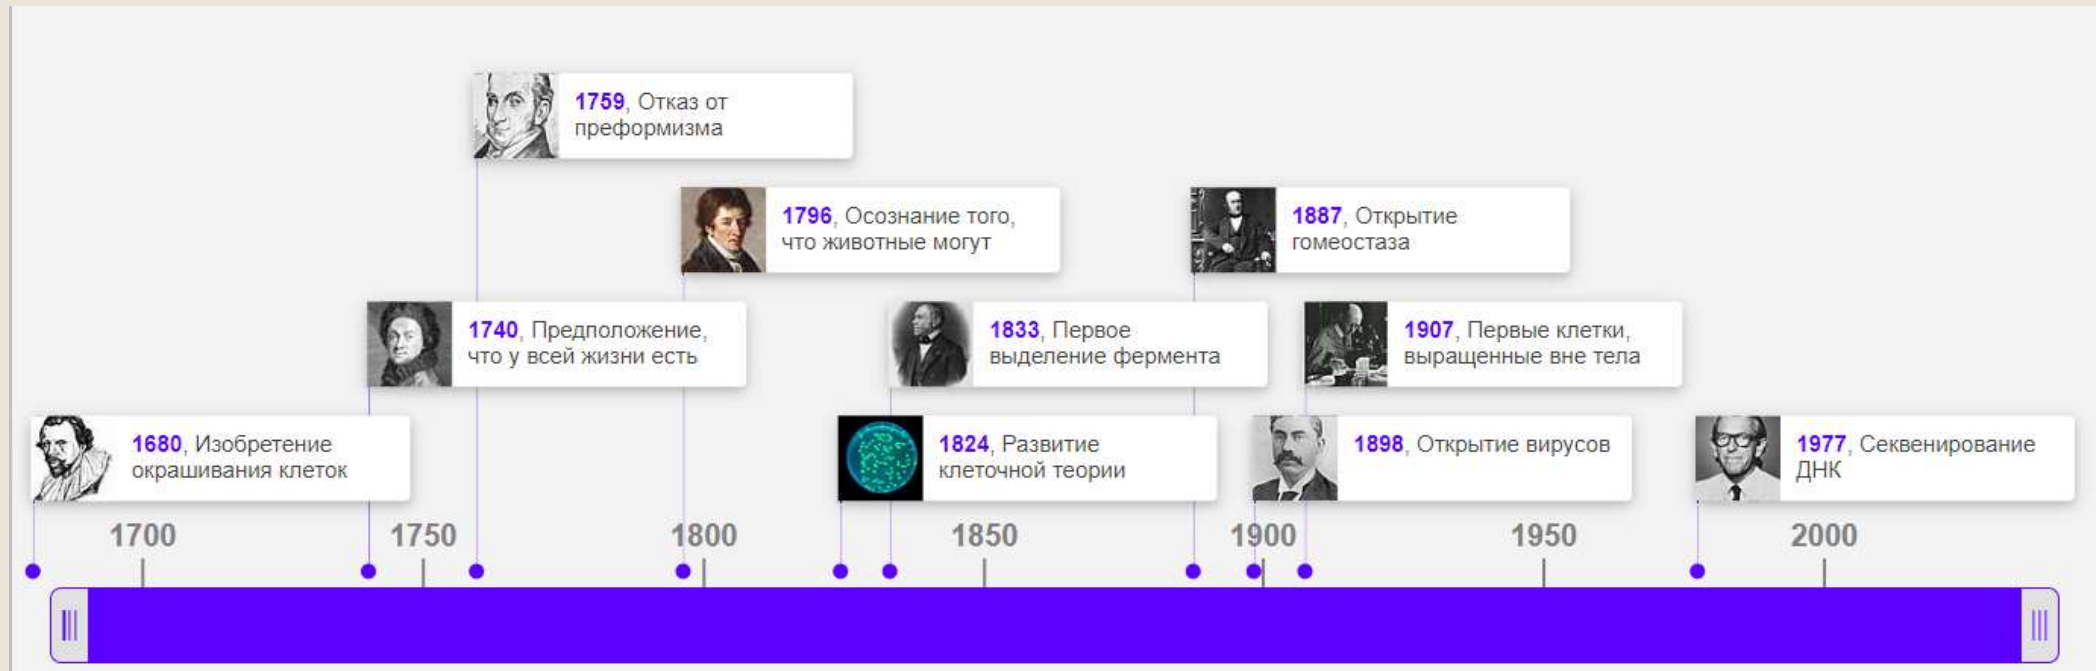 1759, Отказ от
преформизма
1796, Осознание того,
что животные могут
1887, Открытие
гомеостаза
1740, Предположение,
что у всей жизни есть
1833, Первое
выделение фермента
1907, Первые клетки,
выращенные вне тела
1680, Изобретение
окрашивания клеток
1824, Развитие
клеточной теории
1898, Открытие вирусов
1977, Секвенирование
ДНК
1700 1750 1800 1850 1900 1950 2000